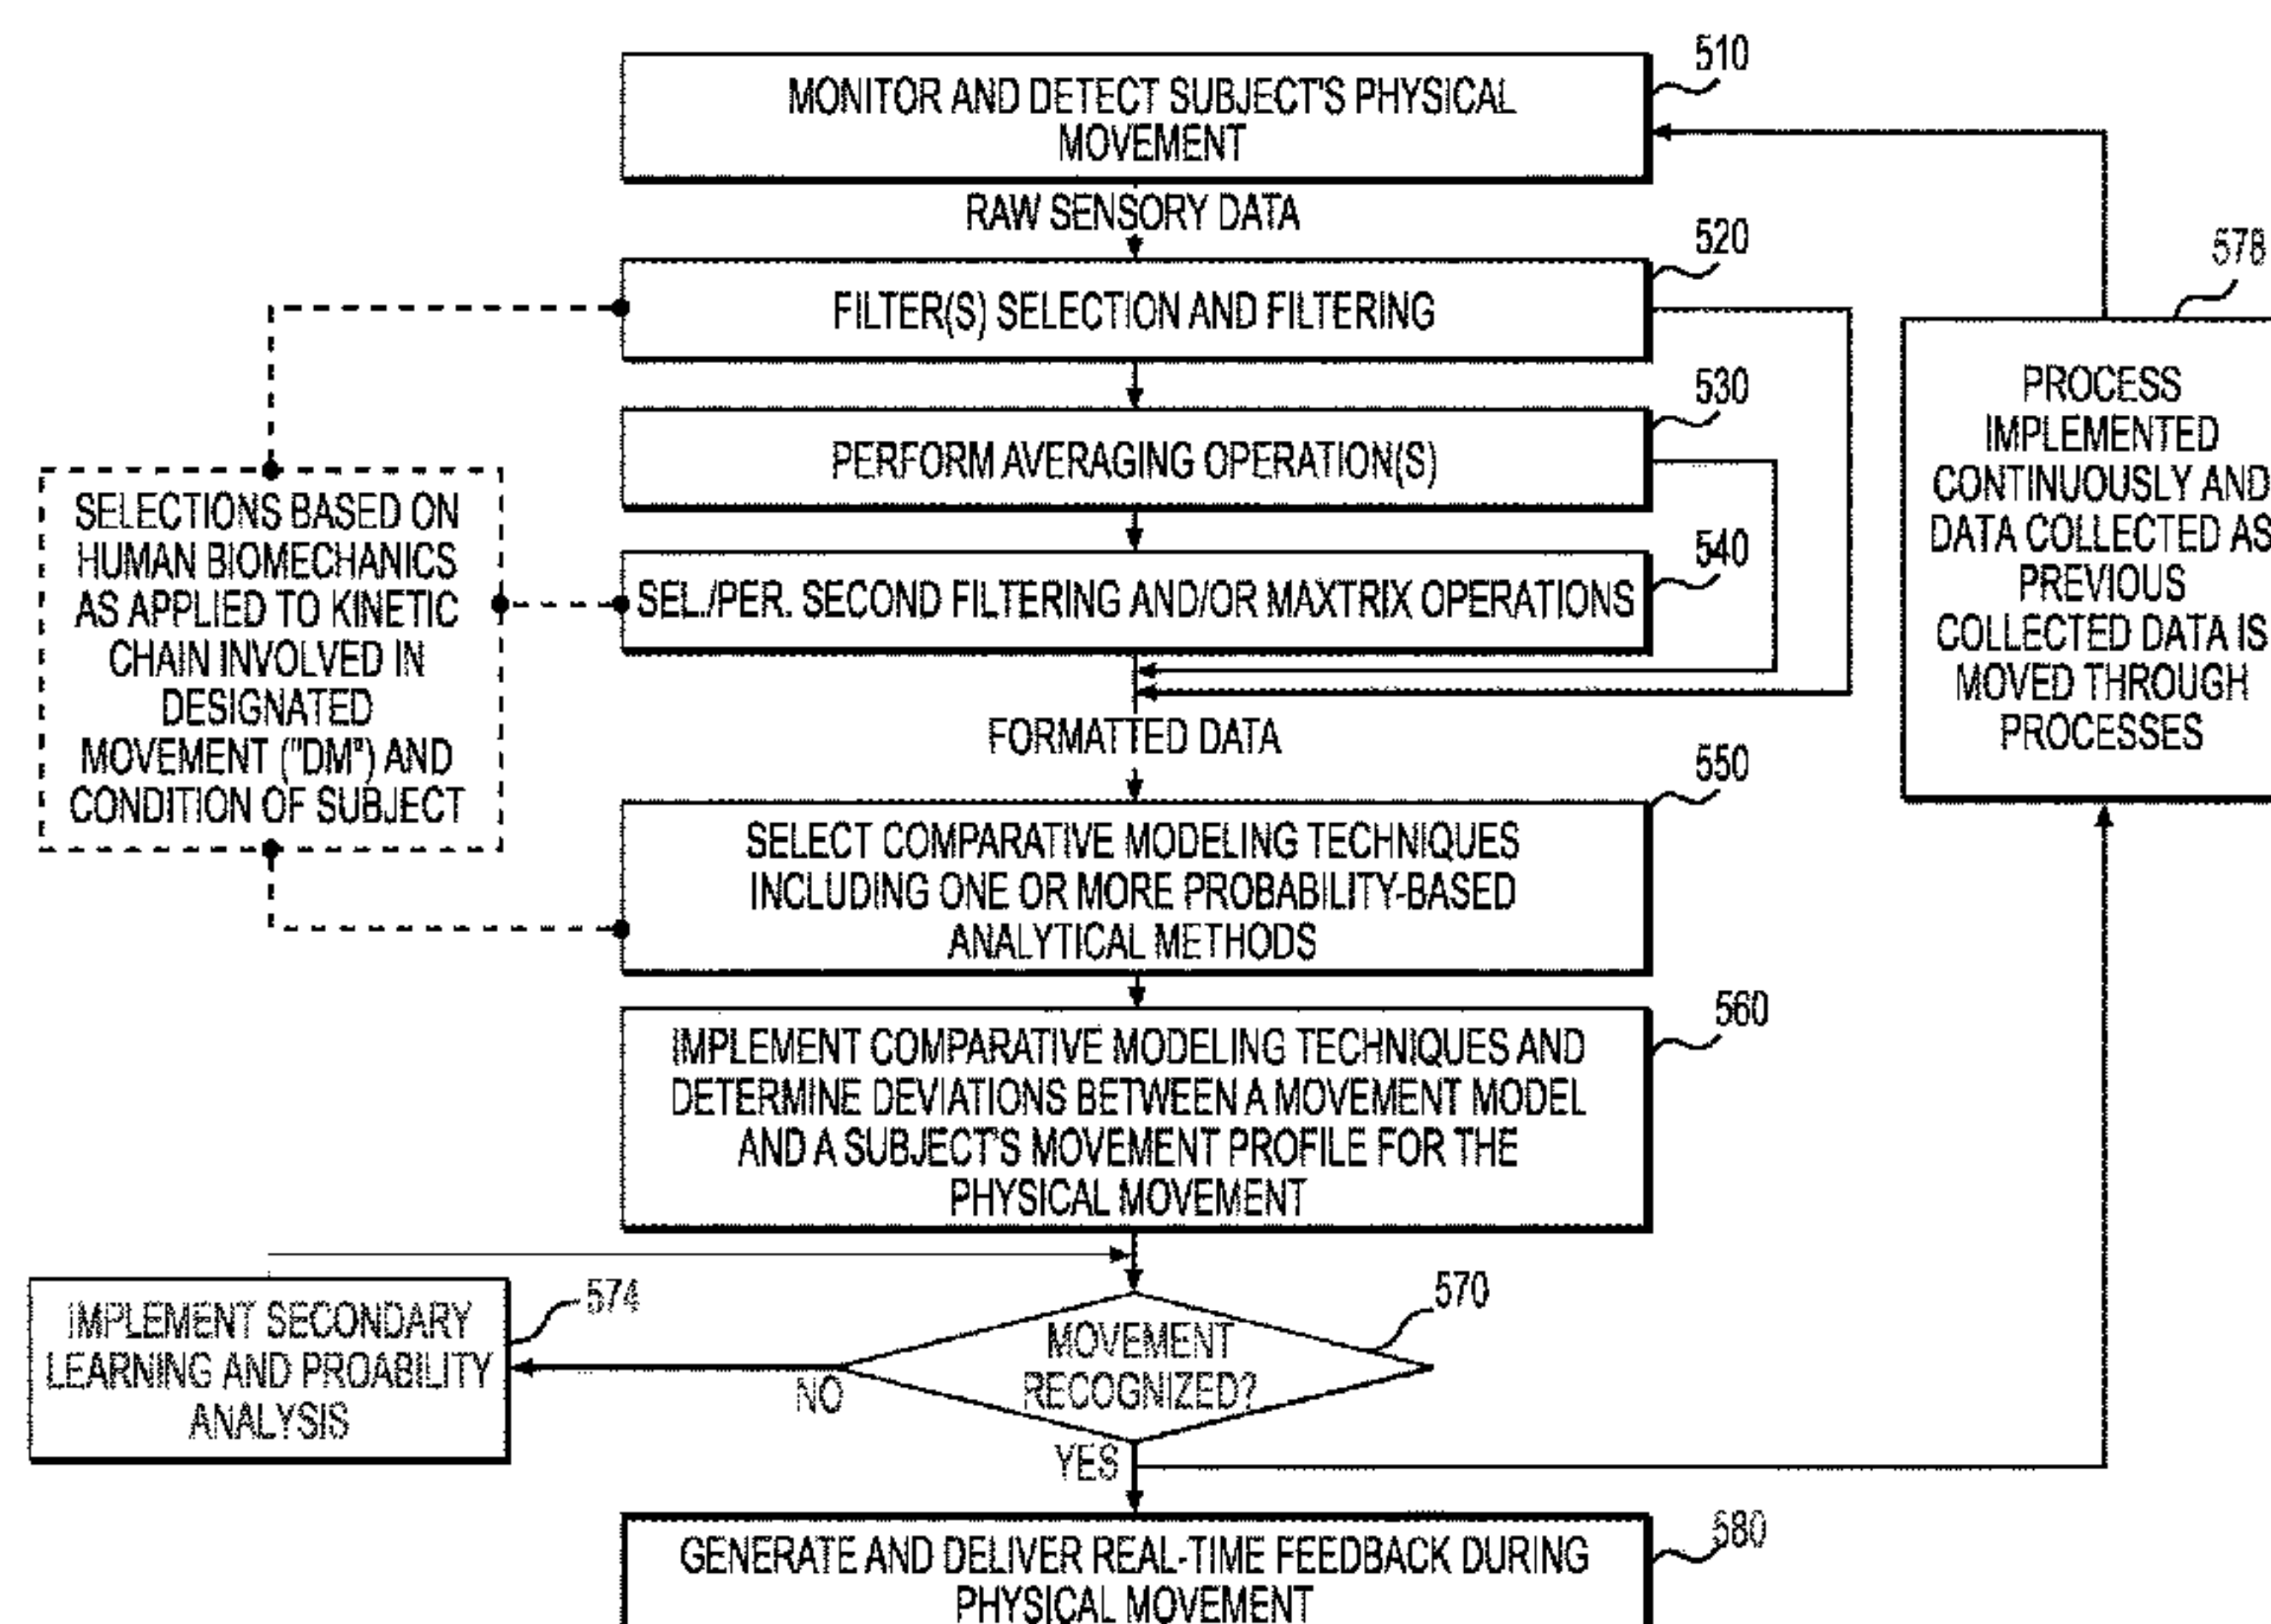 510
MONITOR AND DETECT SUBJECT'S PHYSICAL
MOVEMENT
RAW SENSORY DATA
520
FILTER(S) SELECTION AND FILTERING
530
PERFORM AVERAGING OPERATION(S)
540
SEL./PER. SECOND FILTERING AND/OR MAXTRIX OPERATIONS
SELECTIONS BASED ON
HUMAN BIOMECHANICS
AS APPLIED TO KINETIC
CHAIN INVOLVED IN
DESIGNATED
MOVEMENT ("DM") AND
CONDITION OF SUBJECT
578
PROCESS
IMPLEMENTED
CONTINUOUSLY AND
DATA COLLECTED AS
PREVIOUS
COLLECTED DATA IS
MOVED THROUGH
PROCESSES
FORMATTED DATA
550
SELECT COMPARATIVE MODELING TECHNIQUES
INCLUDING ONE OR MORE PROBABILITY-BASED
ANALYTICAL METHODS
560
IMPLEMENT COMPARATIVE MODELING TECHNIQUES AND
DETERMINE DEVIATIONS BETWEEN A MOVEMENT MODEL
AND A SUBJECT'S MOVEMENT PROFILE FOR THE
PHYSICAL MOVEMENT
574
IMPLEMENT SECONDARY
LEARNING AND PROABILITY
ANALYSIS
570
MOVEMENT
RECOGNIZED?
NO
YES
580
GENERATE AND DELIVER REAL-TIME FEEDBACK DURING
PHYSICAL MOVEMENT